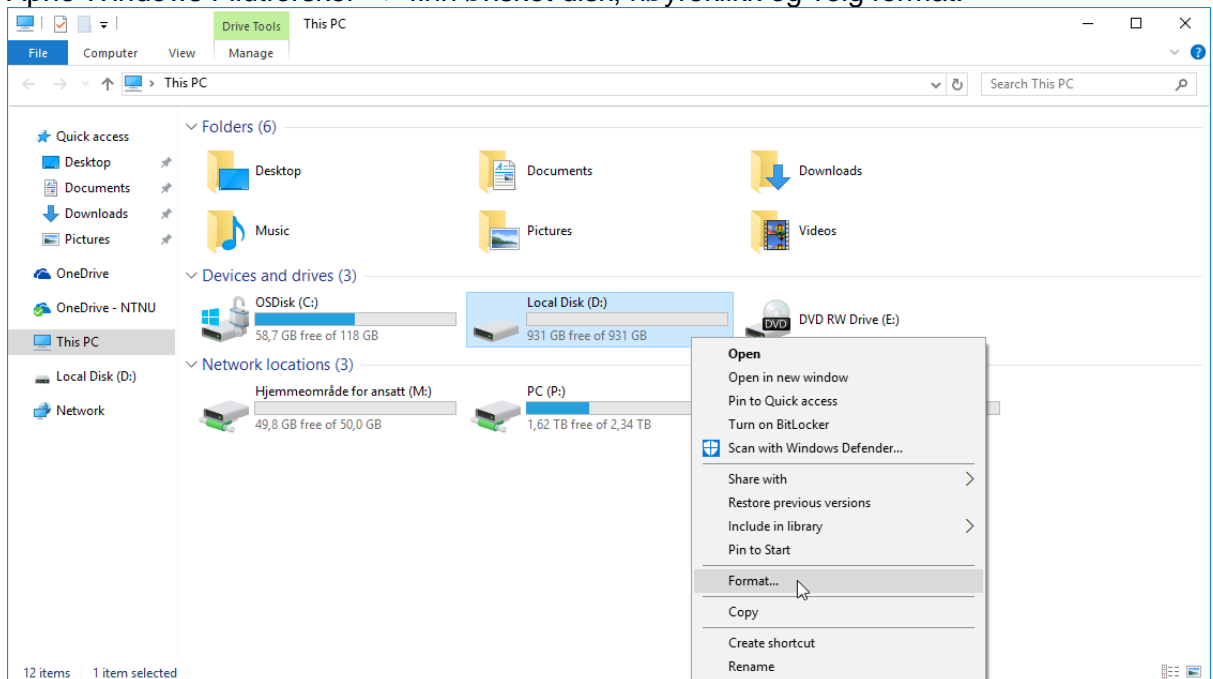 Drive Tools This PC
File Computer View Manage
This PC Search This PC
Quick access
Desktop
Documents
Downloads
Pictures
OneDrive
OneDrive - NTNU
This PC
Local Disk (D:)
Network
Folders (6)
Desktop Documents Downloads
Music Pictures Videos
Devices and drives (3)
OSDisk (C:) Local Disk (D:)
58,7 GB free of 118 GB 931 GB free of 931 GB DVD RW Drive (E:)
Network locations (3)
Hjemmeområde for ansatt (M:) PC (P:)
49,8 GB free of 50,0 GB 1,62 TB free of 2,34 TB
Open
Open in new window
Pin to Quick access
Turn on BitLocker
Scan with Windows Defender...
Share with
Restore previous versions
Include in library
Pin to Start
Format...
Copy
Create shortcut
Rename
12 items 1 item selected